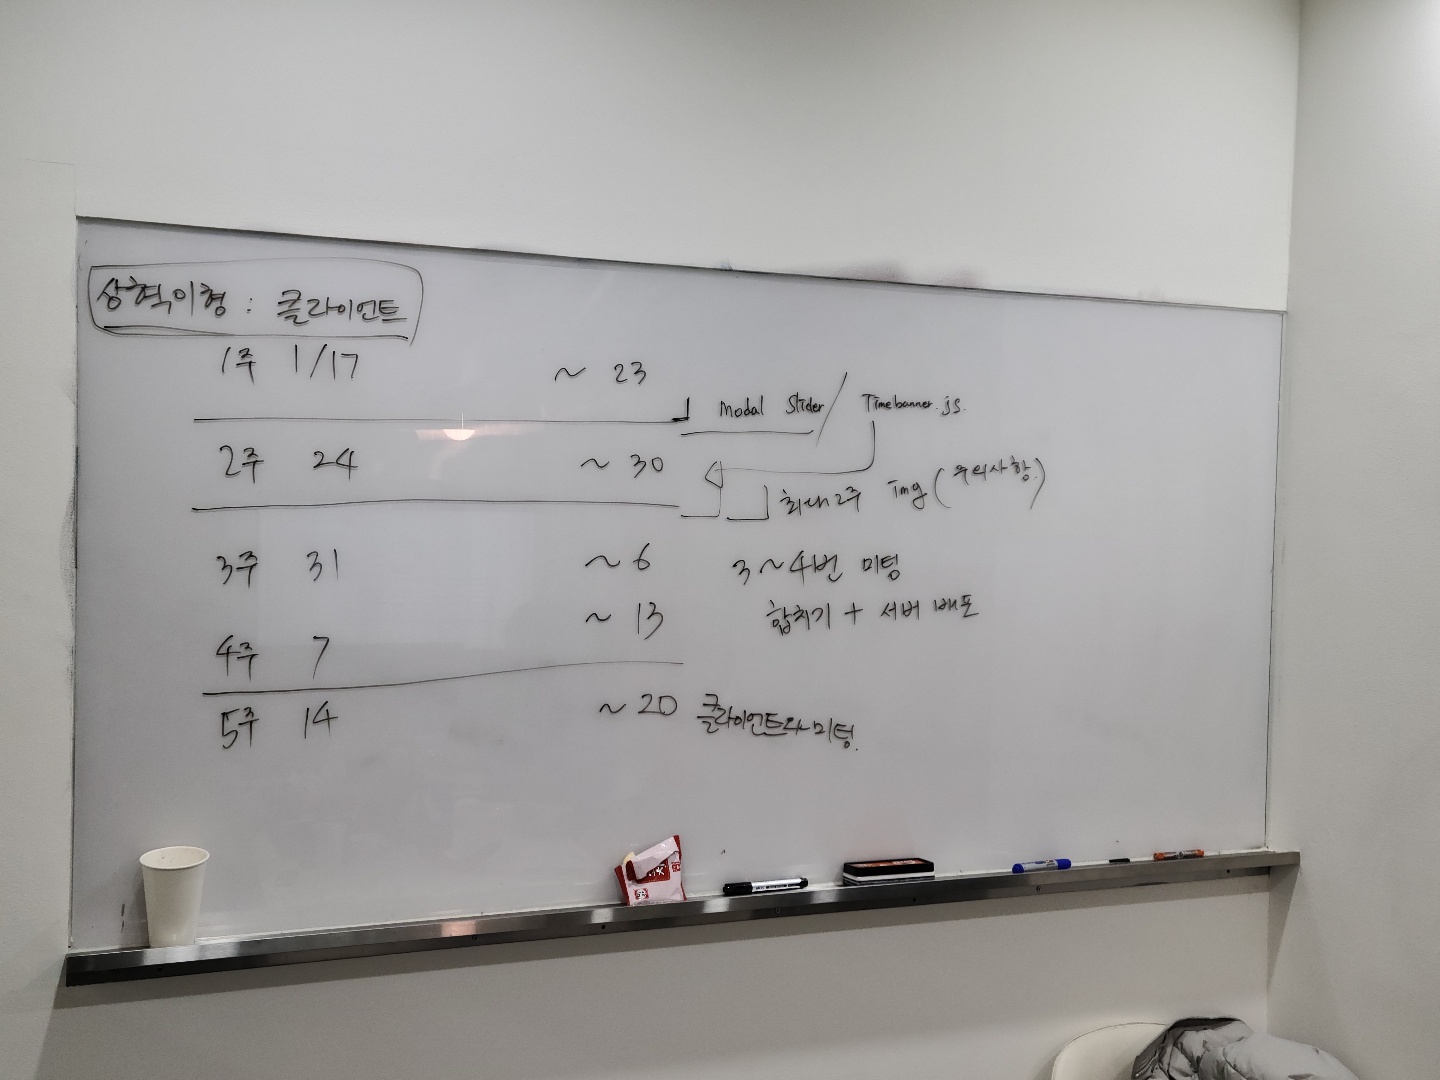 상혁이형 : 클라이언트
1주 1/17 ~ 23
Modal Slider / Timebanner.js.
2주 24 ~ 30
최대 2주 img (우의사항)
3주 31 ~ 6
3~4번 미팅
~ 13
합치기 + 서버 배포
4주 7
5주 14 ~ 20 클라이언트와 미팅.